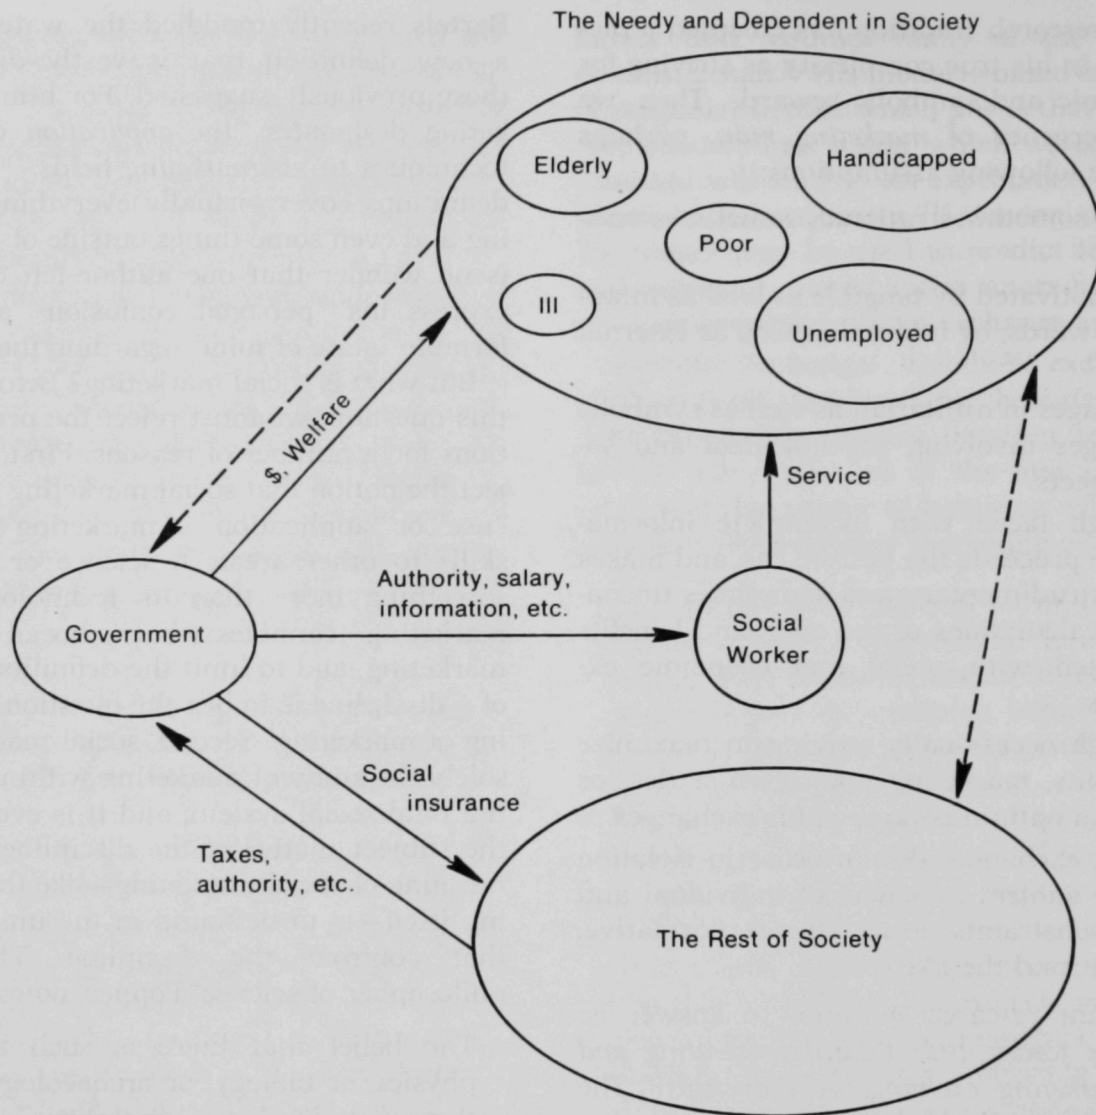 The Needy and Dependent in Society
Elderly
Handicapped
Poor
Ill
Unemployed
$, Welfare
Service
Authority, salary,
information, etc.
Government
Social
Worker
Social
insurance
Taxes,
authority, etc.
The Rest of Society